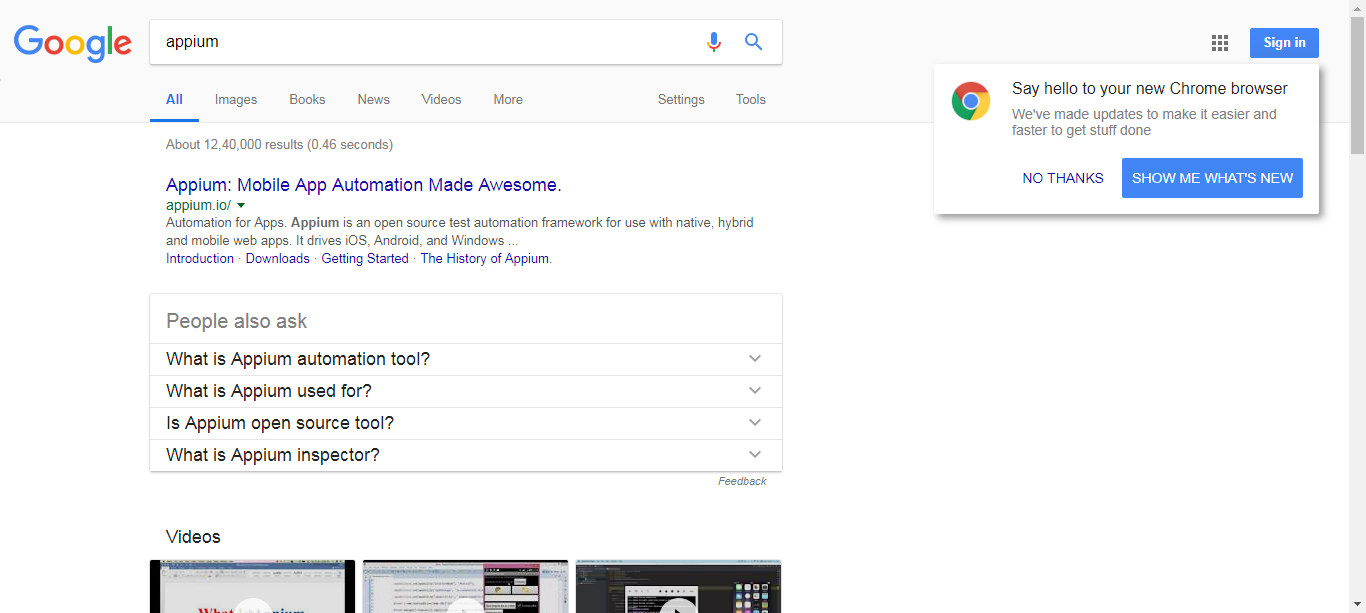 Google
appium
Sign in
All Images Books News Videos More Settings Tools
Say hello to your new Chrome browser
We've made updates to make it easier and
faster to get stuff done
NO THANKS SHOW ME WHAT'S NEW
About 12,40,000 results (0.46 seconds)
Appium: Mobile App Automation Made Awesome.
appium.io/
Automation for Apps. Appium is an open source test automation framework for use with native, hybrid
and mobile web apps. It drives iOS, Android, and Windows ...
Introduction · Downloads · Getting Started · The History of Appium.
People also ask
What is Appium automation tool?
What is Appium used for?
Is Appium open source tool?
What is Appium inspector?
Feedback
Videos